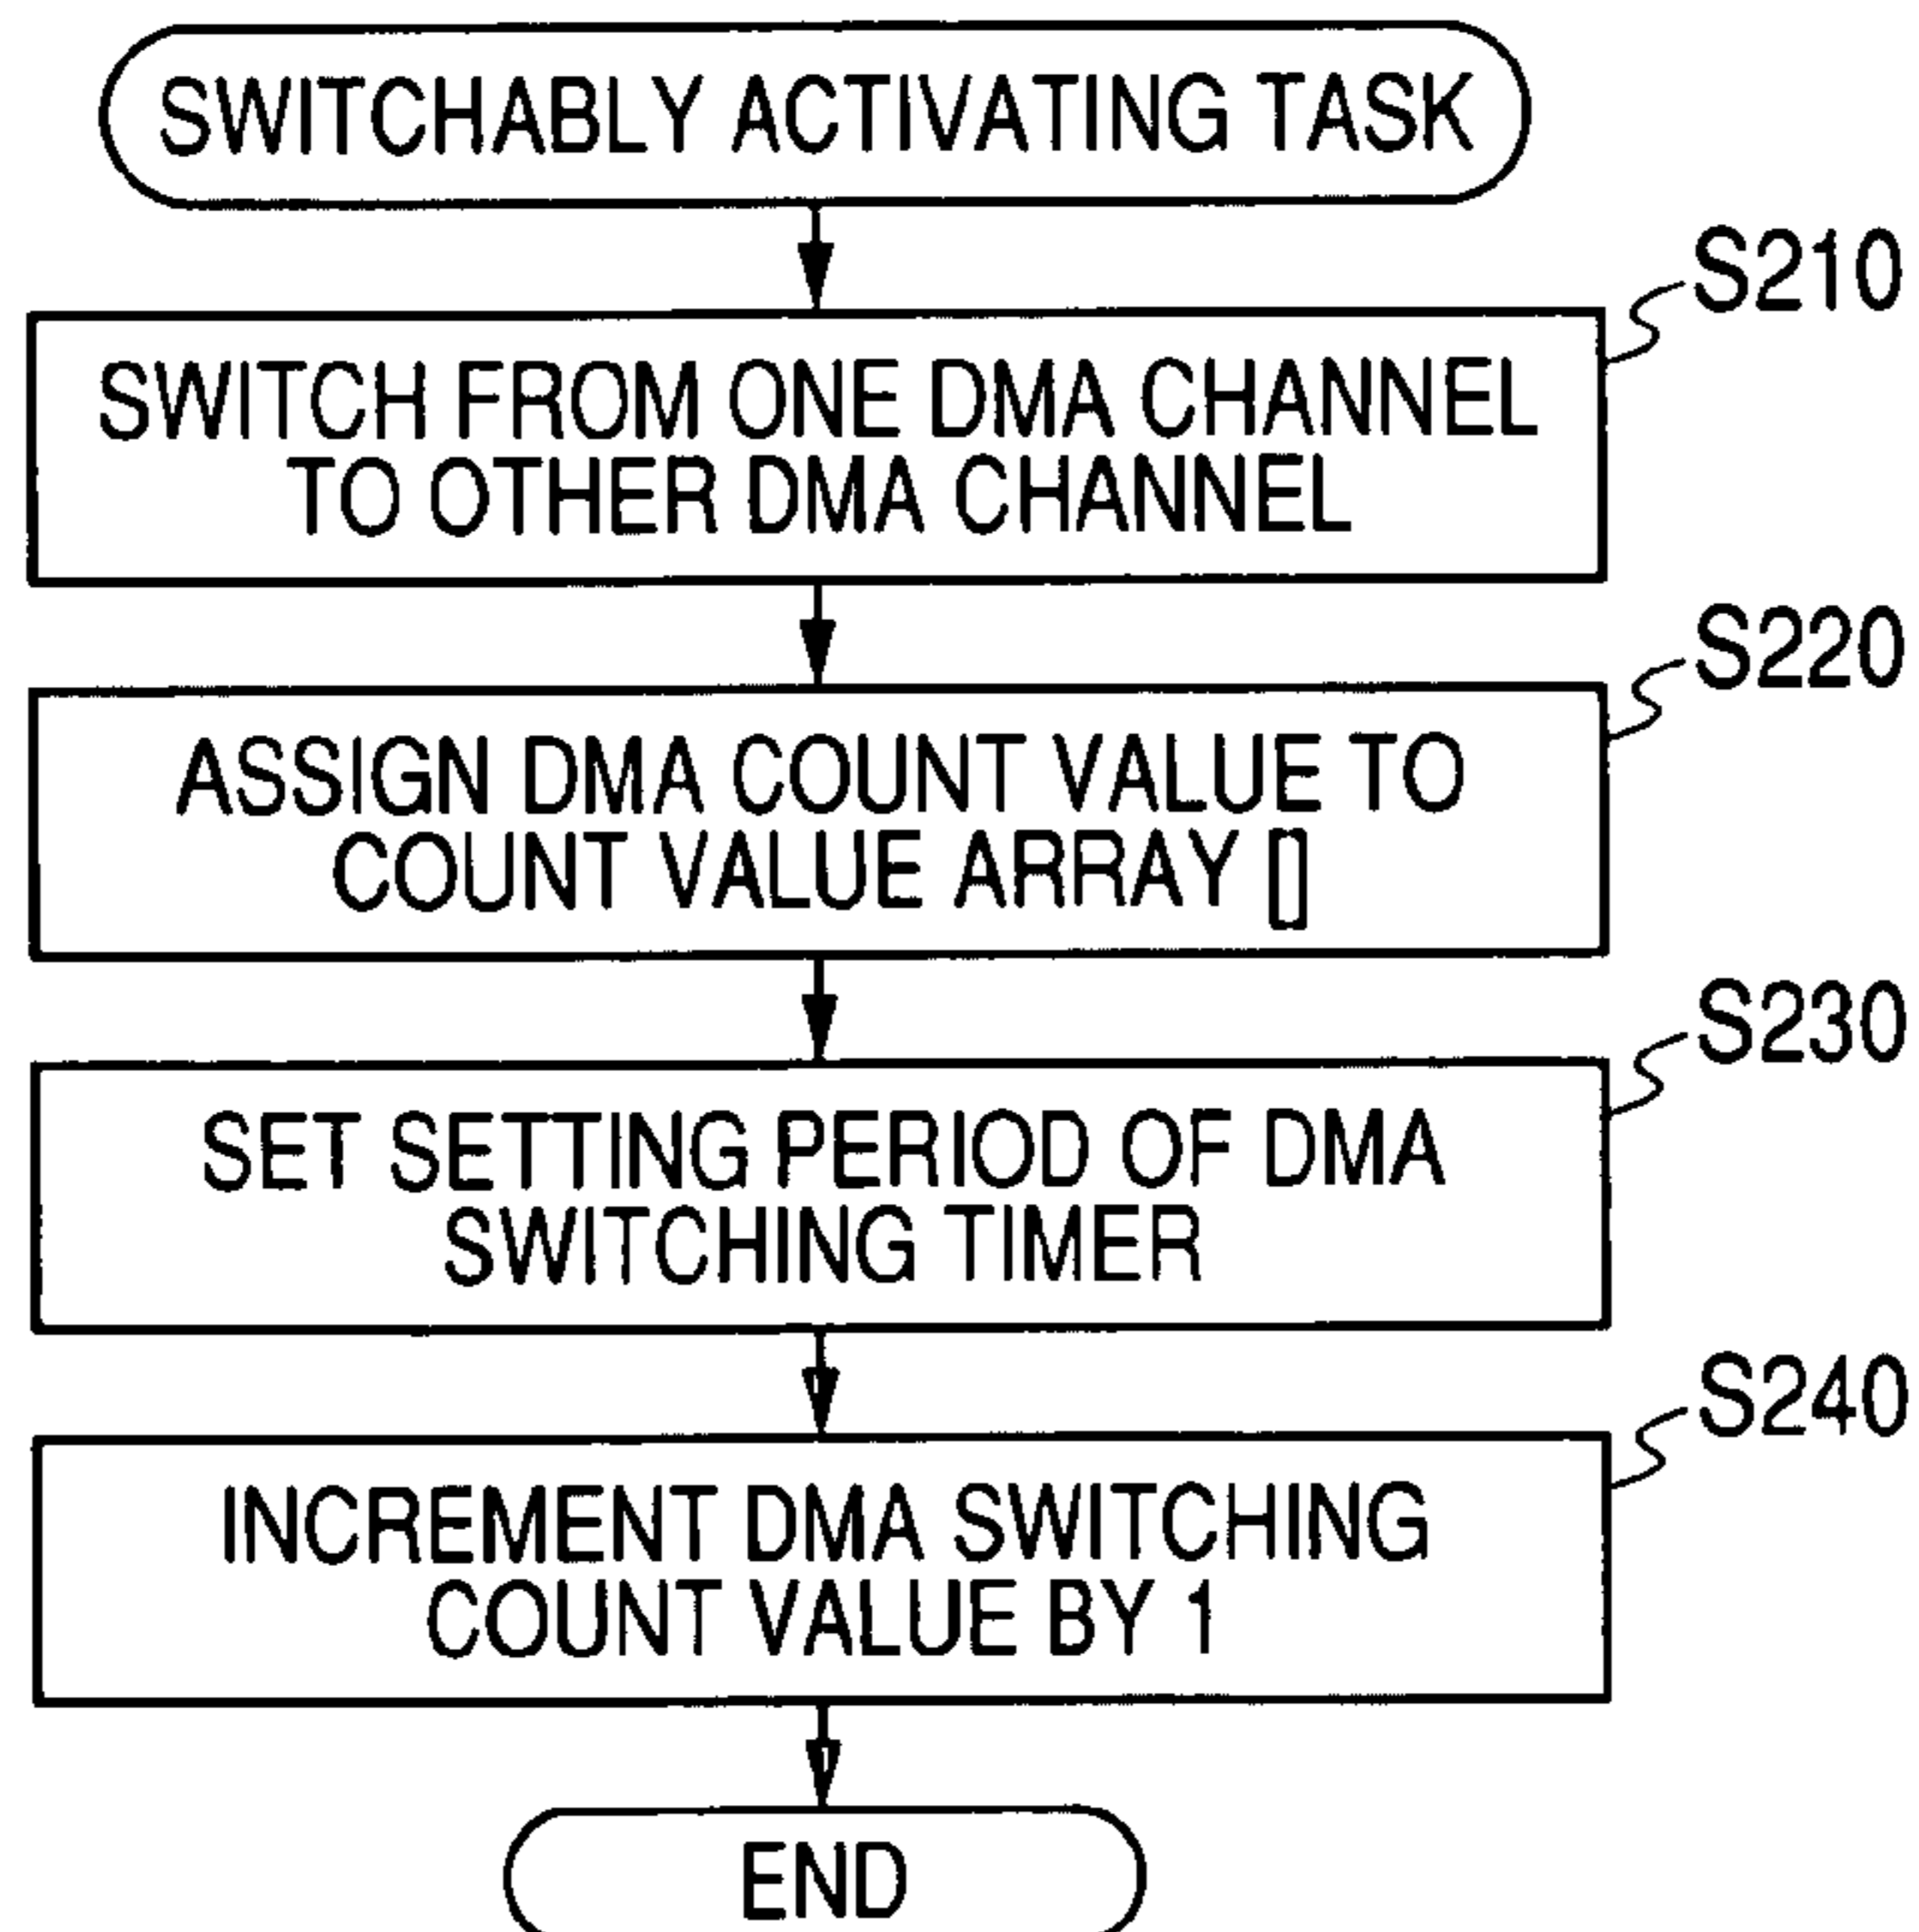 SWITCHABLY ACTIVATING TASK
S210
SWITCH FROM ONE DMA CHANNEL
TO OTHER DMA CHANNEL
S220
ASSIGN DMA COUNT VALUE TO
COUNT VALUE ARRAY []
S230
SET SETTING PERIOD OF DMA
SWITCHING TIMER
S240
INCREMENT DMA SWITCHING
COUNT VALUE BY 1
END